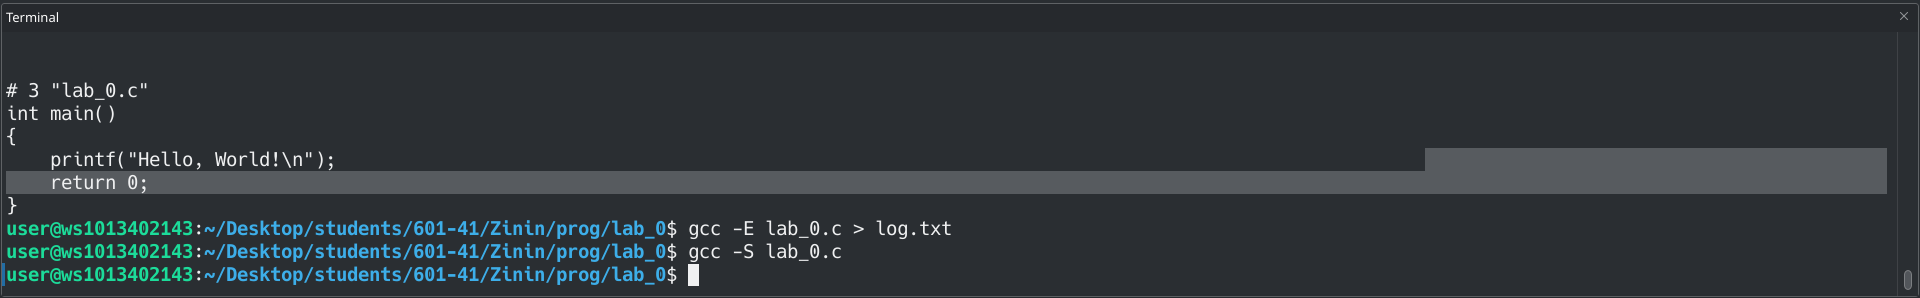 Terminal
# 3 "lab_0.c"
int main()
{
    printf("Hello, World!\n");
    return 0;
}
user@ws1013402143:~/Desktop/students/601-41/Zinin/prog/lab_0$ gcc -E lab_0.c > log.txt
user@ws1013402143:~/Desktop/students/601-41/Zinin/prog/lab_0$ gcc -S lab_0.c
user@ws1013402143:~/Desktop/students/601-41/Zinin/prog/lab_0$